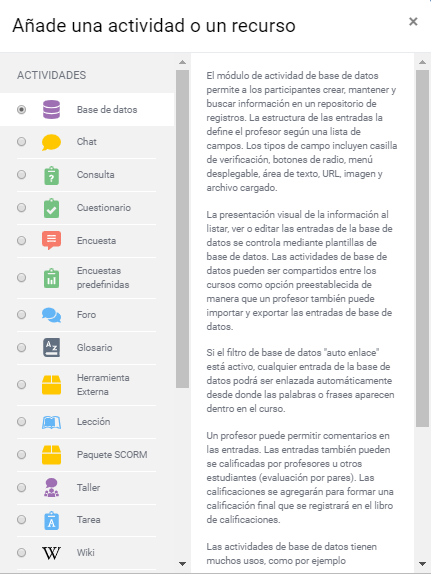 Añade una actividad o un recurso
×
ACTIVIDADES
Base de datos
Chat
Consulta
Cuestionario
Encuesta
Encuestas
predefinidas
Foro
Glosario
Herramienta
Externa
Lección
Paquete SCORM
Taller
Tarea
Wiki
El módulo de actividad de base de datos
permite a los participantes crear, mantener y
buscar información en un repositorio de
registros. La estructura de las entradas la
define el profesor según una lista de
campos. Los tipos de campo incluyen casilla
de verificación, botones de radio, menú
desplegable, área de texto, URL, imagen y
archivo cargado.
La presentación visual de la información al
listar, ver o editar las entradas de la base de
datos se controla mediante plantillas de
base de datos. Las actividades de base de
datos pueden ser compartidos entre los
cursos como opción preestablecida de
manera que un profesor también puede
importar y exportar las entradas de base de
datos.
Si el filtro de base de datos "auto enlace"
está activo, cualquier entrada de la base de
datos podrá ser enlazada automáticamente
desde donde las palabras o frases aparecen
dentro en el curso.
Un profesor puede permitir comentarios en
las entradas. Las entradas también pueden
se calificadas por profesores u otros
estudiantes (evaluación por pares). Las
calificaciones se agregarán para formar una
calificación final que se registrará en el libro
de calificaciones.
Las actividades de base de datos tienen
muchos usos, como por ejemplo